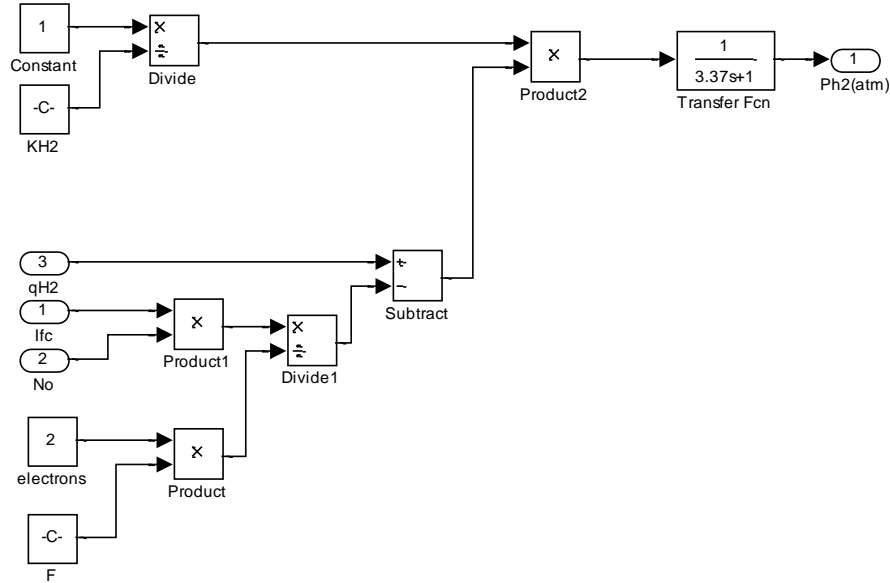 1
×
÷
Constant
Divide
-C-
KH2
×
Product2
1
3.37s+1
Transfer Fcn
1
Ph2(atm)
3
qH2
+
-
Subtract
1
Ifc
2
No
×
Product1
×
÷
Divide1
2
electrons
×
Product
-C-
F